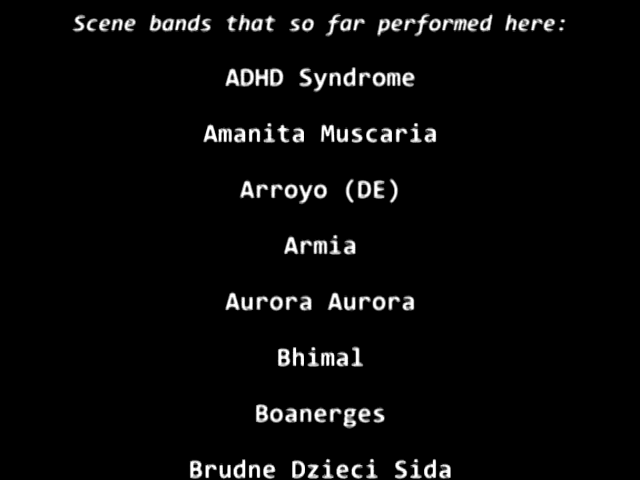 Scene bands that so far performed here:
ADHD Syndrome
Amanita Muscaria
Arroyo (DE)
Armia
Aurora Aurora
Bhimal
Boanerges
Brudne Dzieci Sida